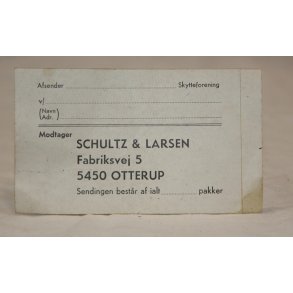 Afsender Skytteforening
v/
(Navn)
(Adr.)
Modtager
SCHULTZ & LARSEN
Fabriksvej 5
5450 OTTERUP
Sendingen består af ialt pakker